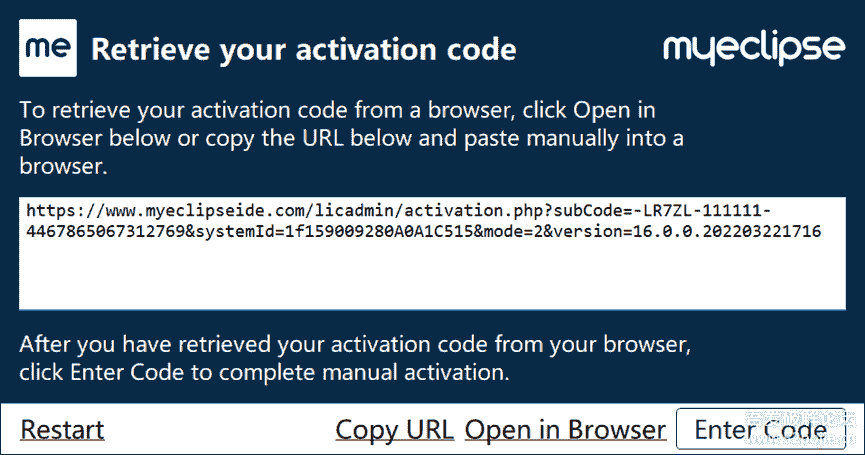 me
Retrieve your activation code
myeclipse
To retrieve your activation code from a browser, click Open in
Browser below or copy the URL below and paste manually into a
browser.
https://www.myeclipseide.com/licadmin/activation.php?subCode=-LR7ZL-111111-
4467865067312769&systemId=1f159009280A0A1C515&mode=2&version=16.0.0.202203221716
After you have retrieved your activation code from your browser,
click Enter Code to complete manual activation.
Restart
Copy URL
Open in Browser
Enter Code